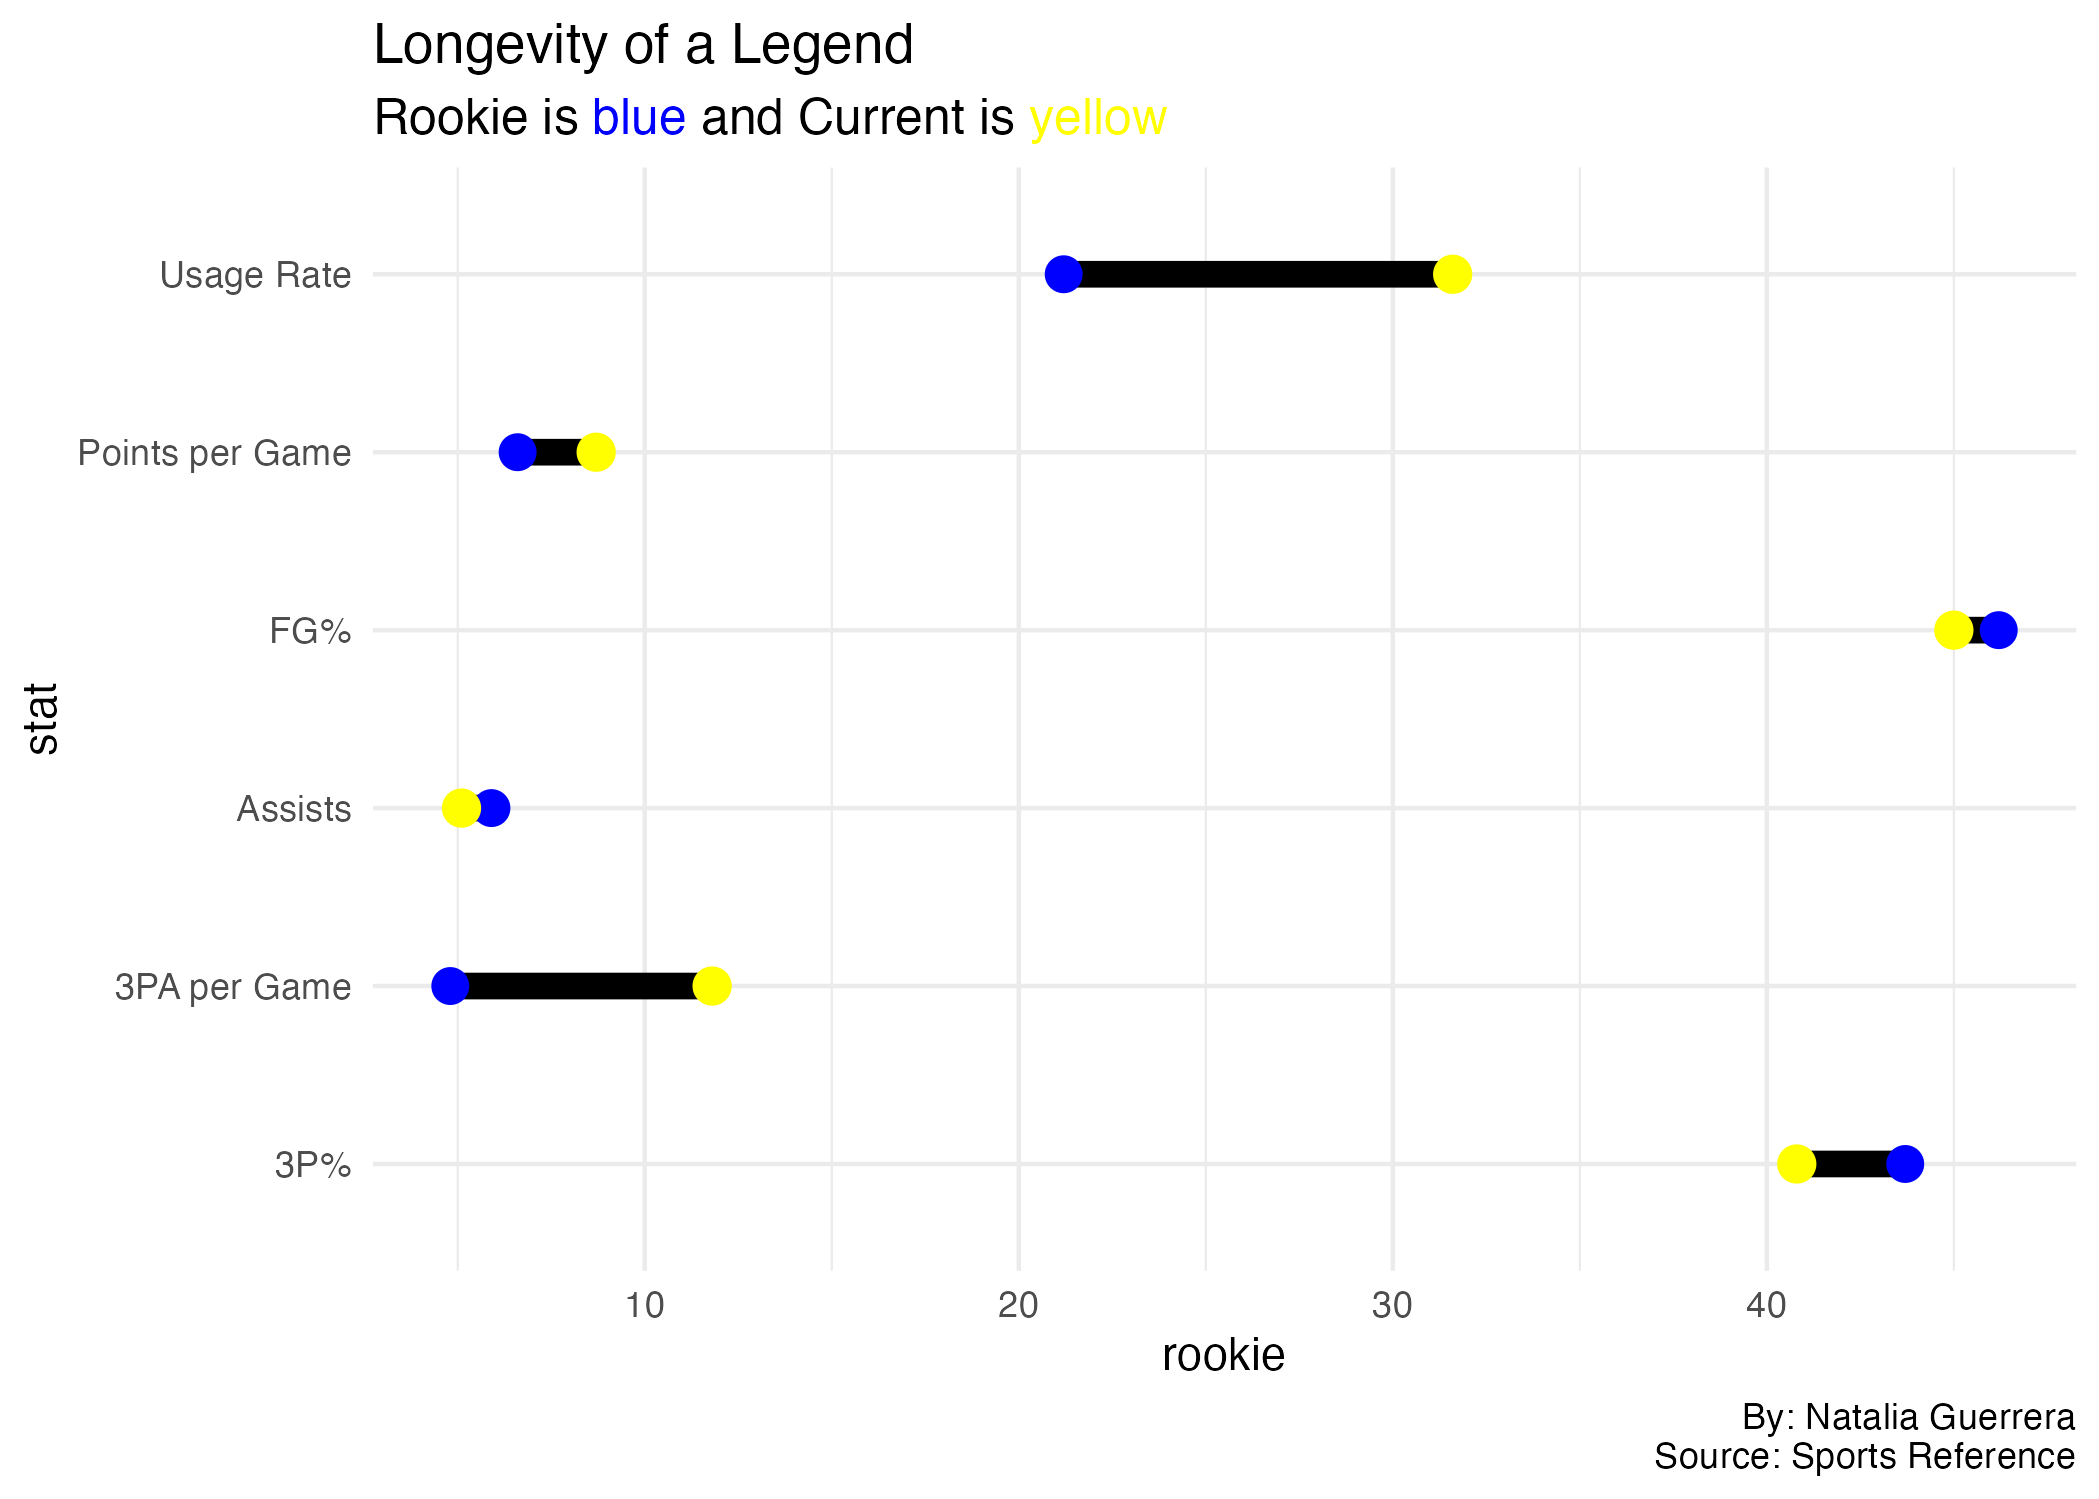 Longevity of a Legend
Rookie is blue and Current is yellow
Usage Rate
Points per Game
FG%
Assists
3PA per Game
3P%
stat
10 20 30 40
rookie
By: Natalia Guerrera
Source: Sports Reference